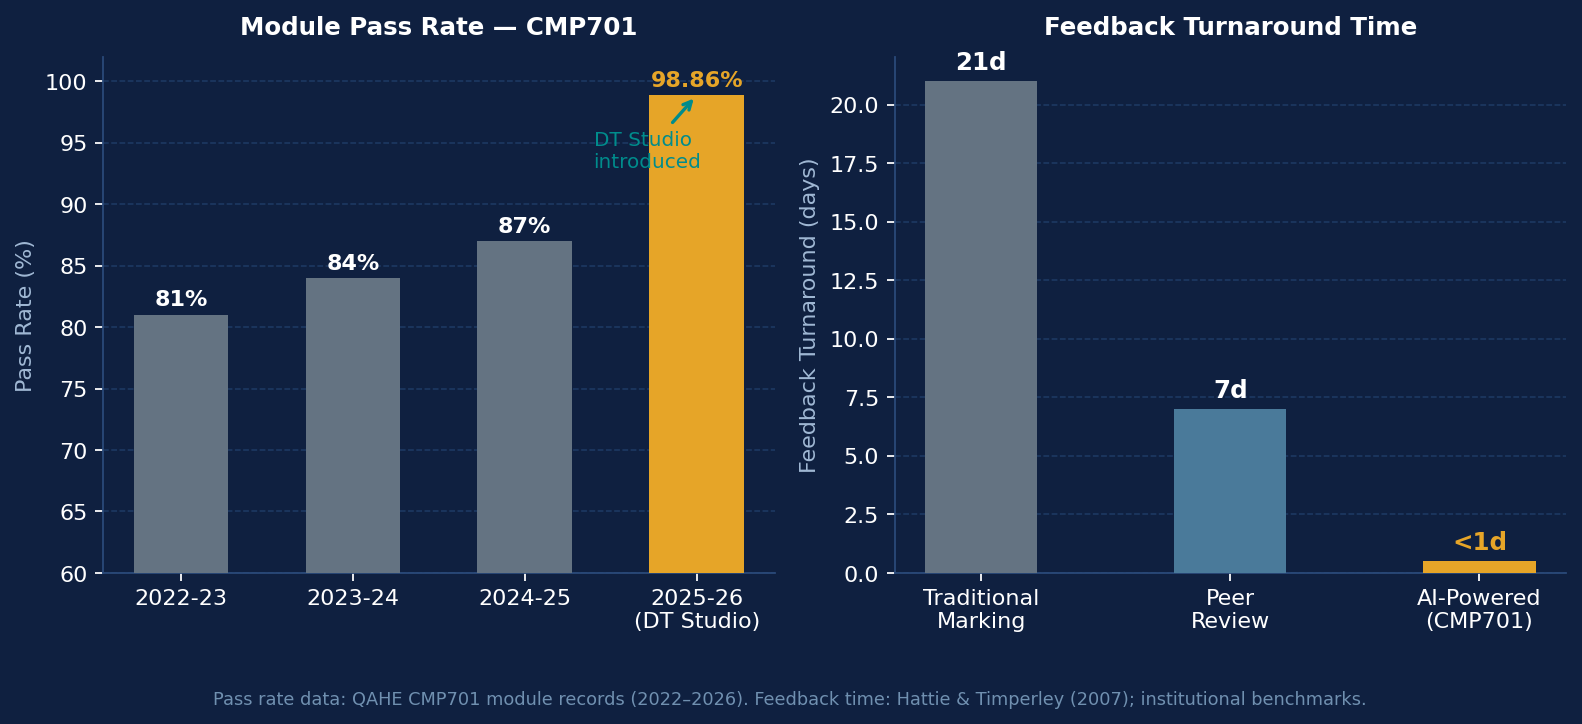 Module Pass Rate — CMP701
Pass Rate (%)
100
95
90
85
80
75
70
65
60
81%
84%
87%
98.86%
DT Studio
introduced
2022-23
2023-24
2024-25
2025-26
(DT Studio)
Feedback Turnaround Time
Feedback Turnaround (days)
20.0
17.5
15.0
12.5
10.0
7.5
5.0
2.5
0.0
21d
7d
<1d
Traditional
Marking
Peer
Review
AI-Powered
(CMP701)
Pass rate data: QAHE CMP701 module records (2022–2026). Feedback time: Hattie & Timperley (2007); institutional benchmarks.